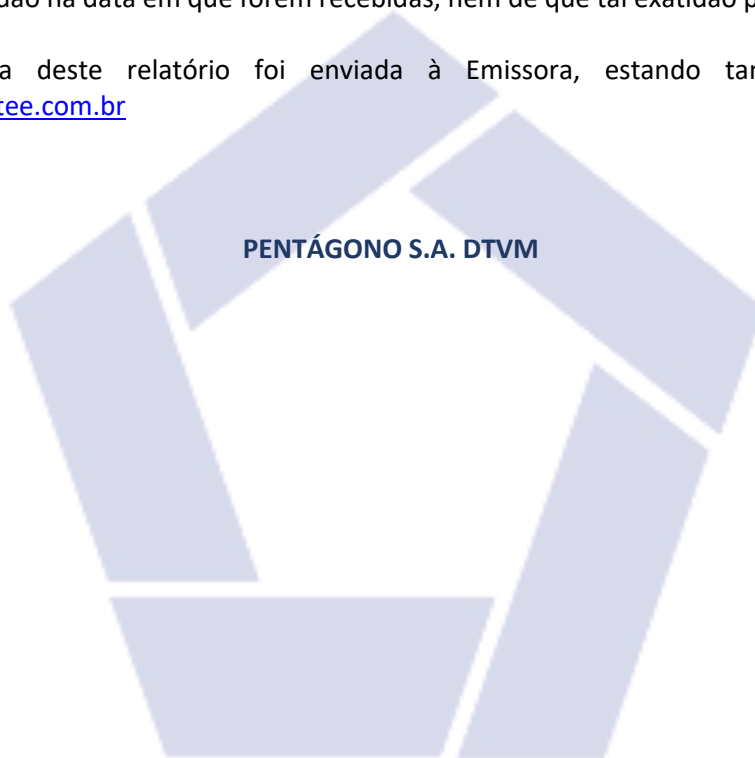 dão na data em que forem recebidas, nem de que tal exatidão p
a deste relatório foi enviada à Emissora, estando tar
tee.com.br
PENTÁGONO S.A. DTVM